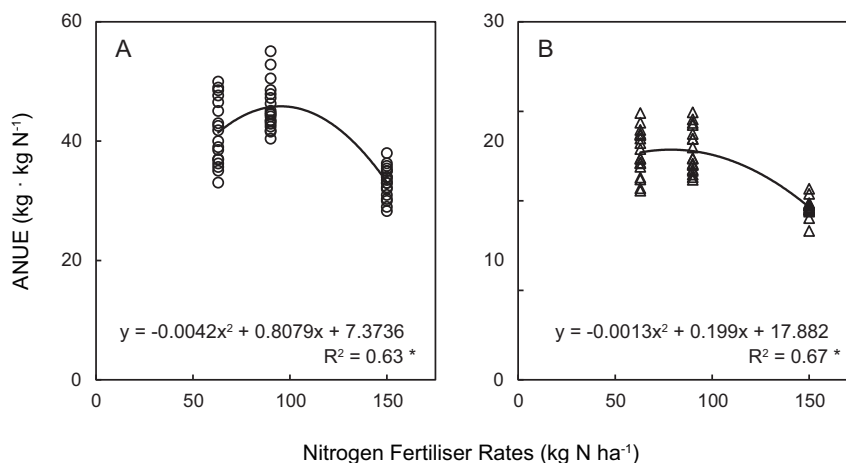 60
40
20
0
A
y = -0.0042x² + 0.8079x + 7.3736
R² = 0.63 *
0 50 100 150
30
20
10
0
B
y = -0.0013x² + 0.199x + 17.882
R² = 0.67 *
0 50 100 150
ANUE (kg · kg N⁻¹)
Nitrogen Fertiliser Rates (kg N ha⁻¹)